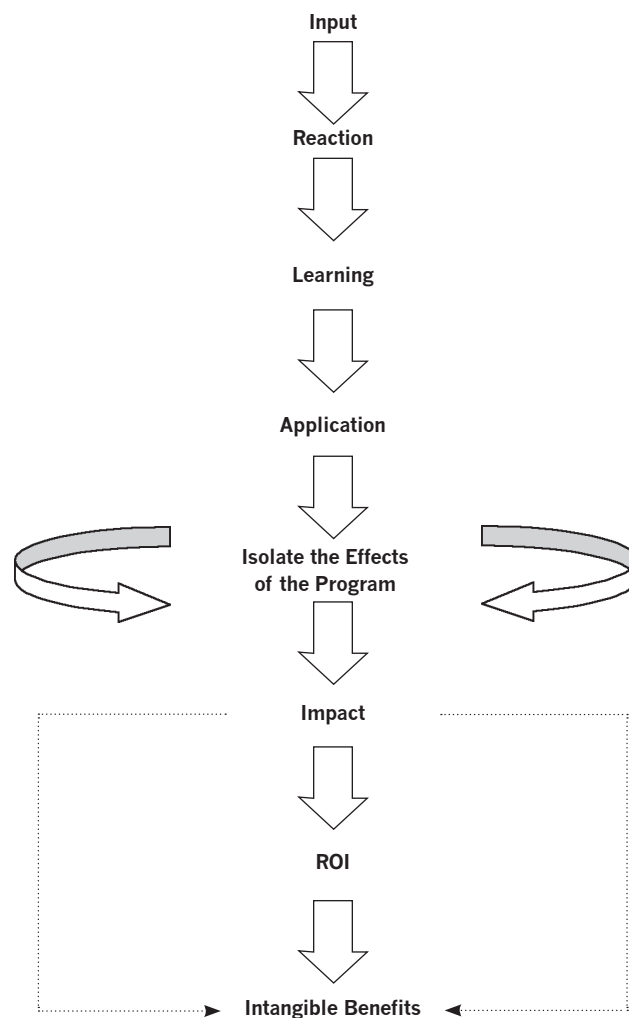 Input
Reaction
Learning
Application
Isolate the Effects
of the Program
Impact
ROI
Intangible Benefits